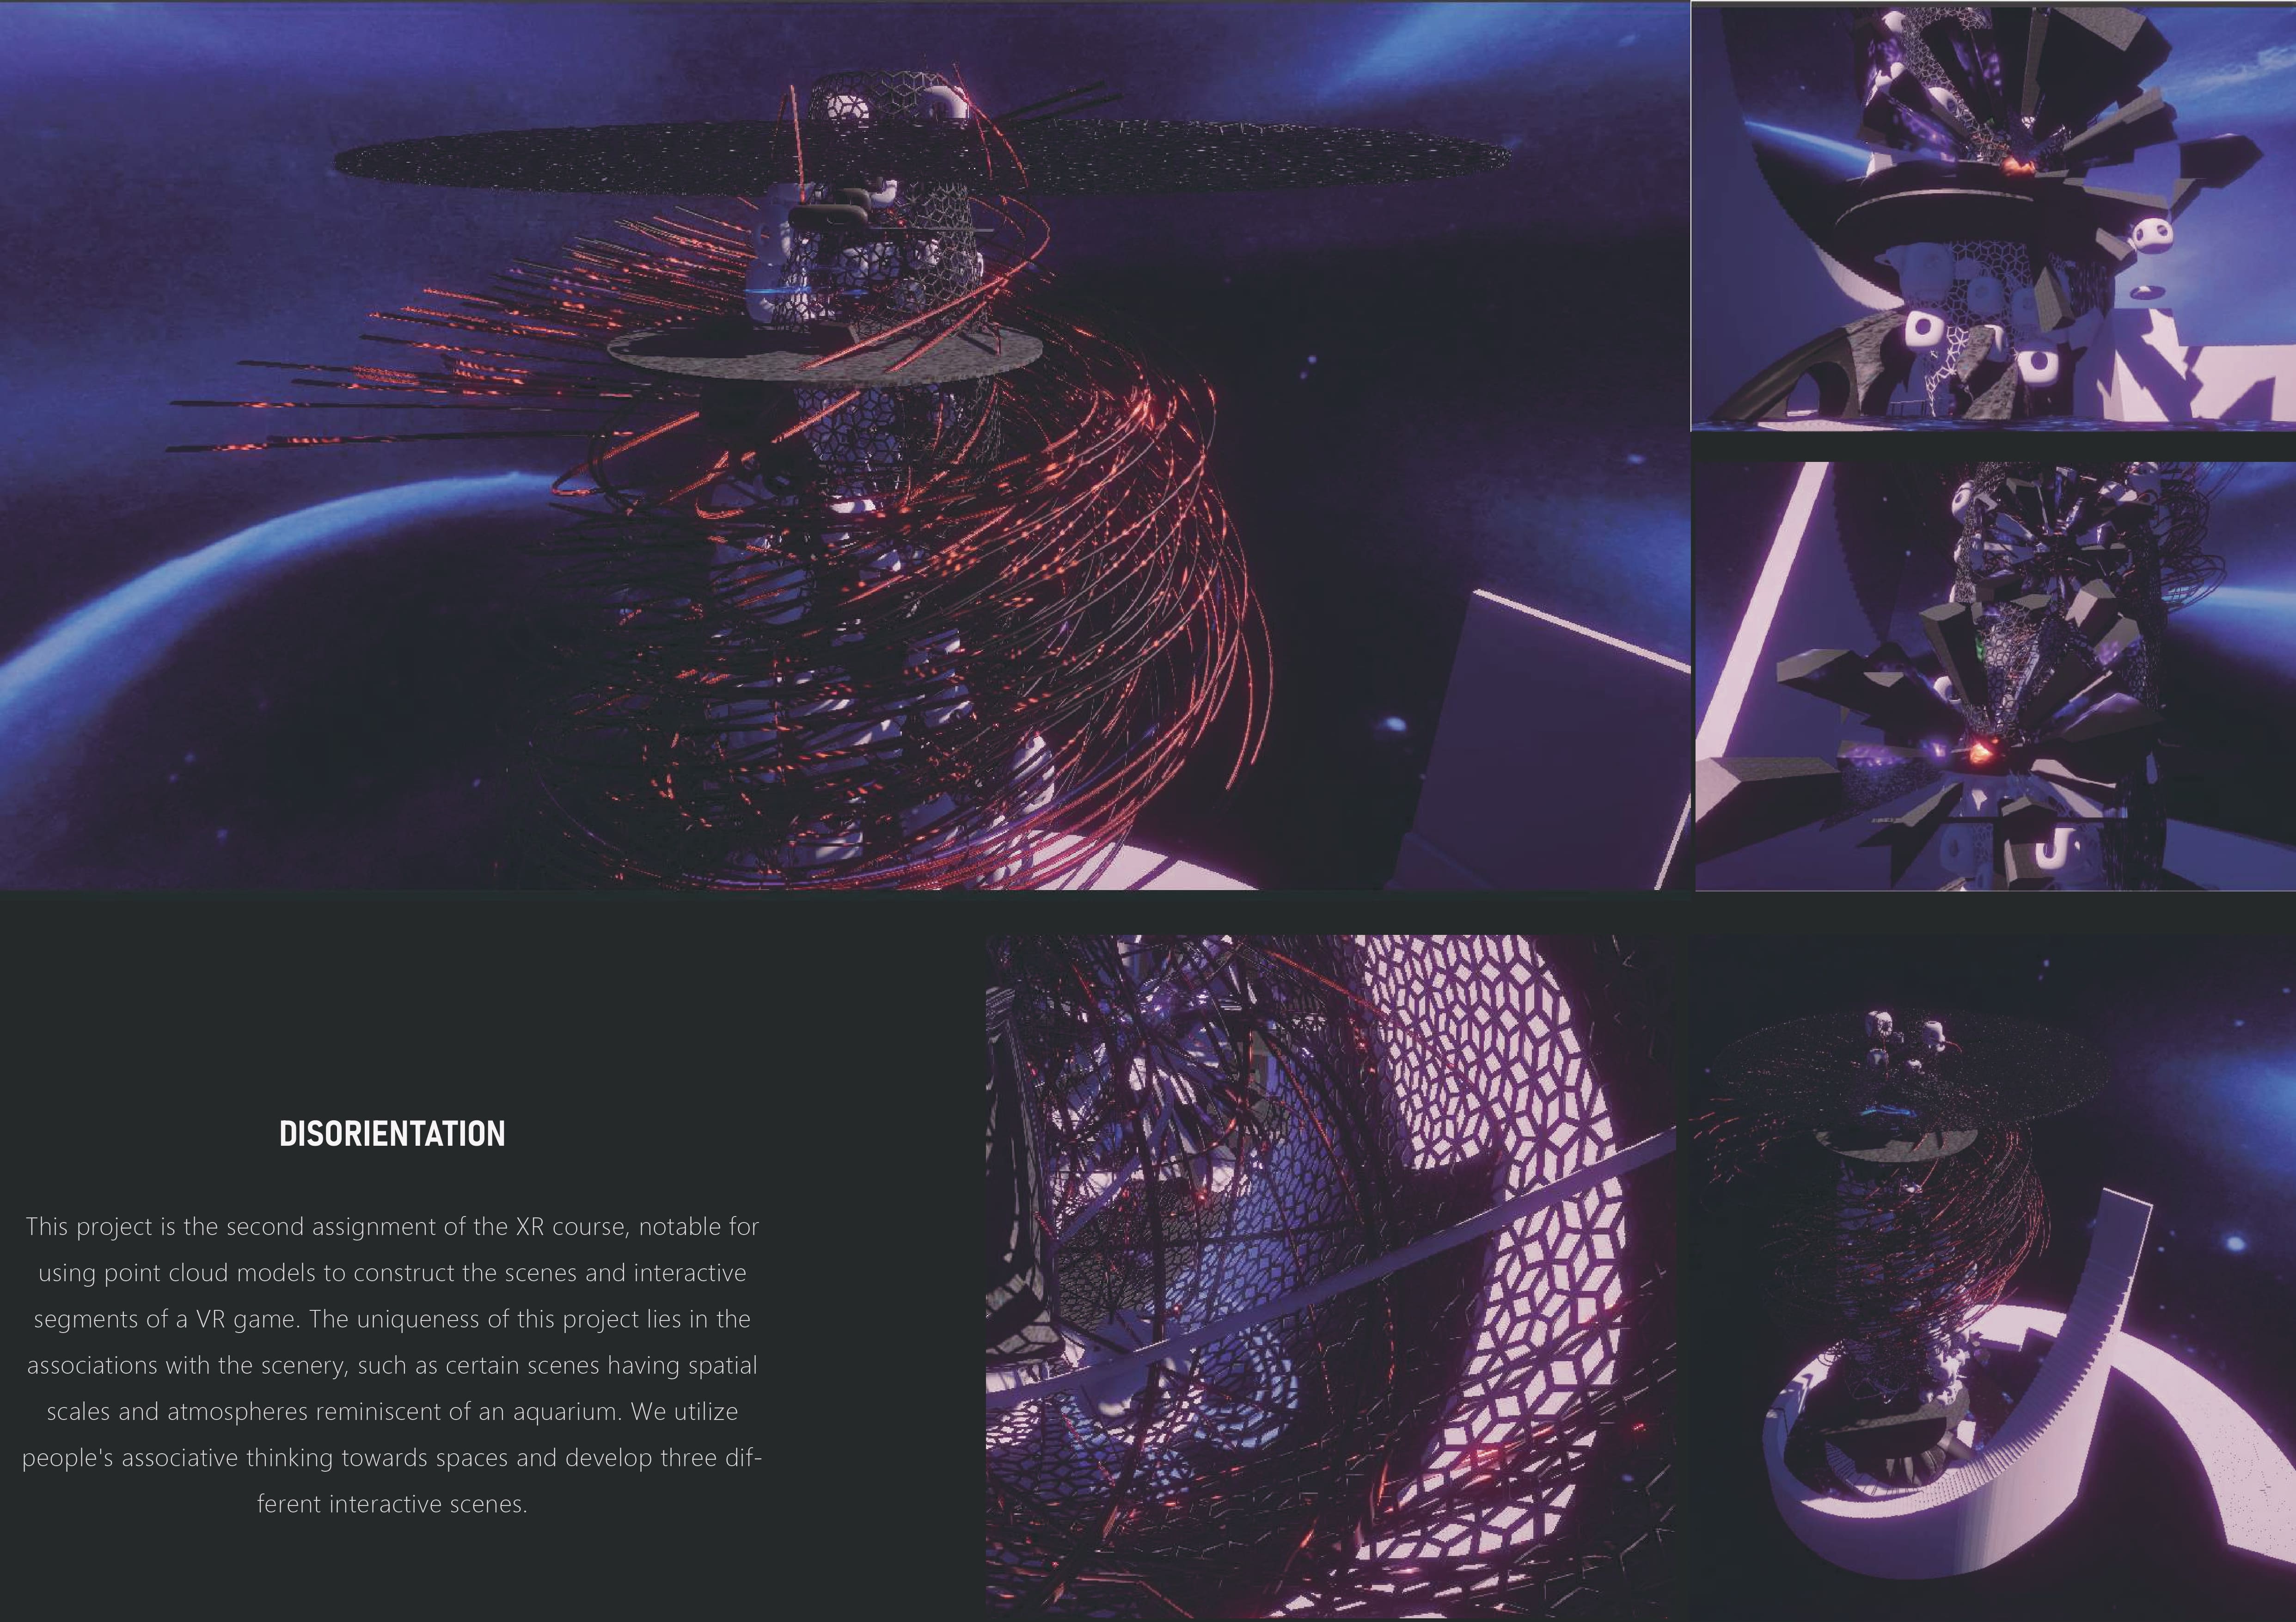 DISORIENTATION
This project is the second assignment of the XR course, notable for
using point cloud models to construct the scenes and interactive
segments of a VR game. The uniqueness of this project lies in the
associations with the scenery, such as certain scenes having spatial
scales and atmospheres reminiscent of an aquarium. We utilize
people's associative thinking towards spaces and develop three dif-
ferent interactive scenes.